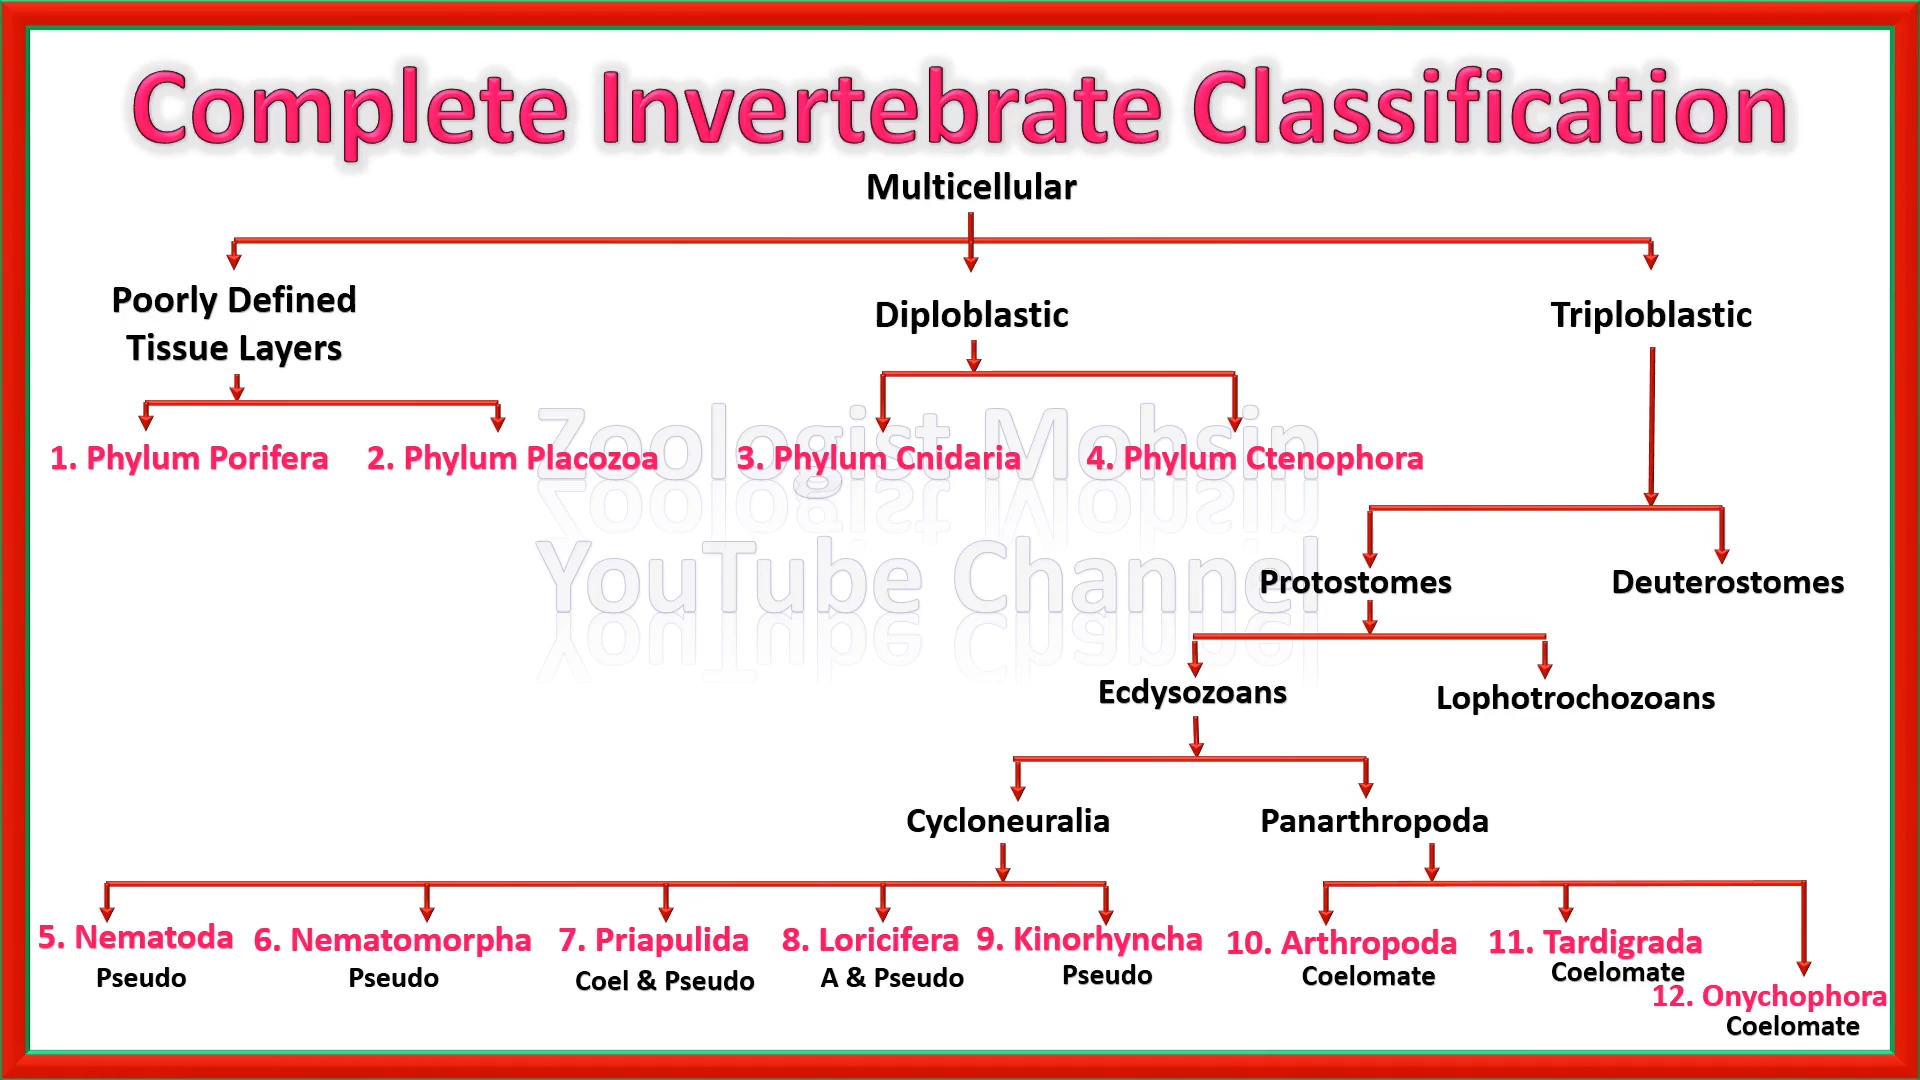 Complete Invertebrate Classification
Multicellular
Poorly Defined
Tissue Layers
Diploblastic
Triploblastic
1. Phylum Porifera
2. Phylum Placozoa
3. Phylum Cnidaria
4. Phylum Ctenophora
Zoologist Mohsin
YouTube Channel
Protostomes
Deuterostomes
Ecdysozoans
Lophotrochozoans
Cycloneuralia
Panarthropoda
5. Nematoda
Pseudo
6. Nematomorpha
Pseudo
7. Priapulida
Coel & Pseudo
8. Loricifera
A & Pseudo
9. Kinorhyncha
Pseudo
10. Arthropoda
Coelomate
11. Tardigrada
Coelomate
12. Onychophora
Coelomate